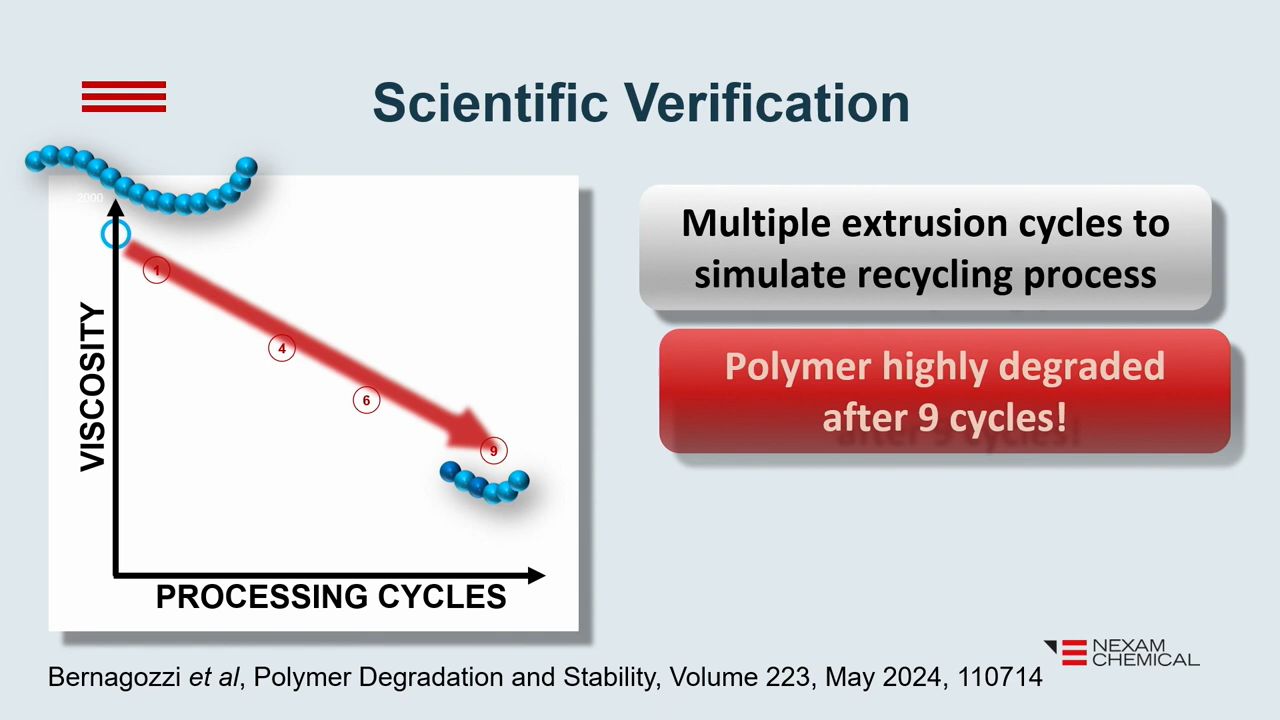 Scientific Verification
2000
1
4
6
9
VISCOSITY
PROCESSING CYCLES
Multiple extrusion cycles to
simulate recycling process
Polymer highly degraded
after 9 cycles!
NEXAM
CHEMICAL
Bernagozzi et al, Polymer Degradation and Stability, Volume 223, May 2024, 110714